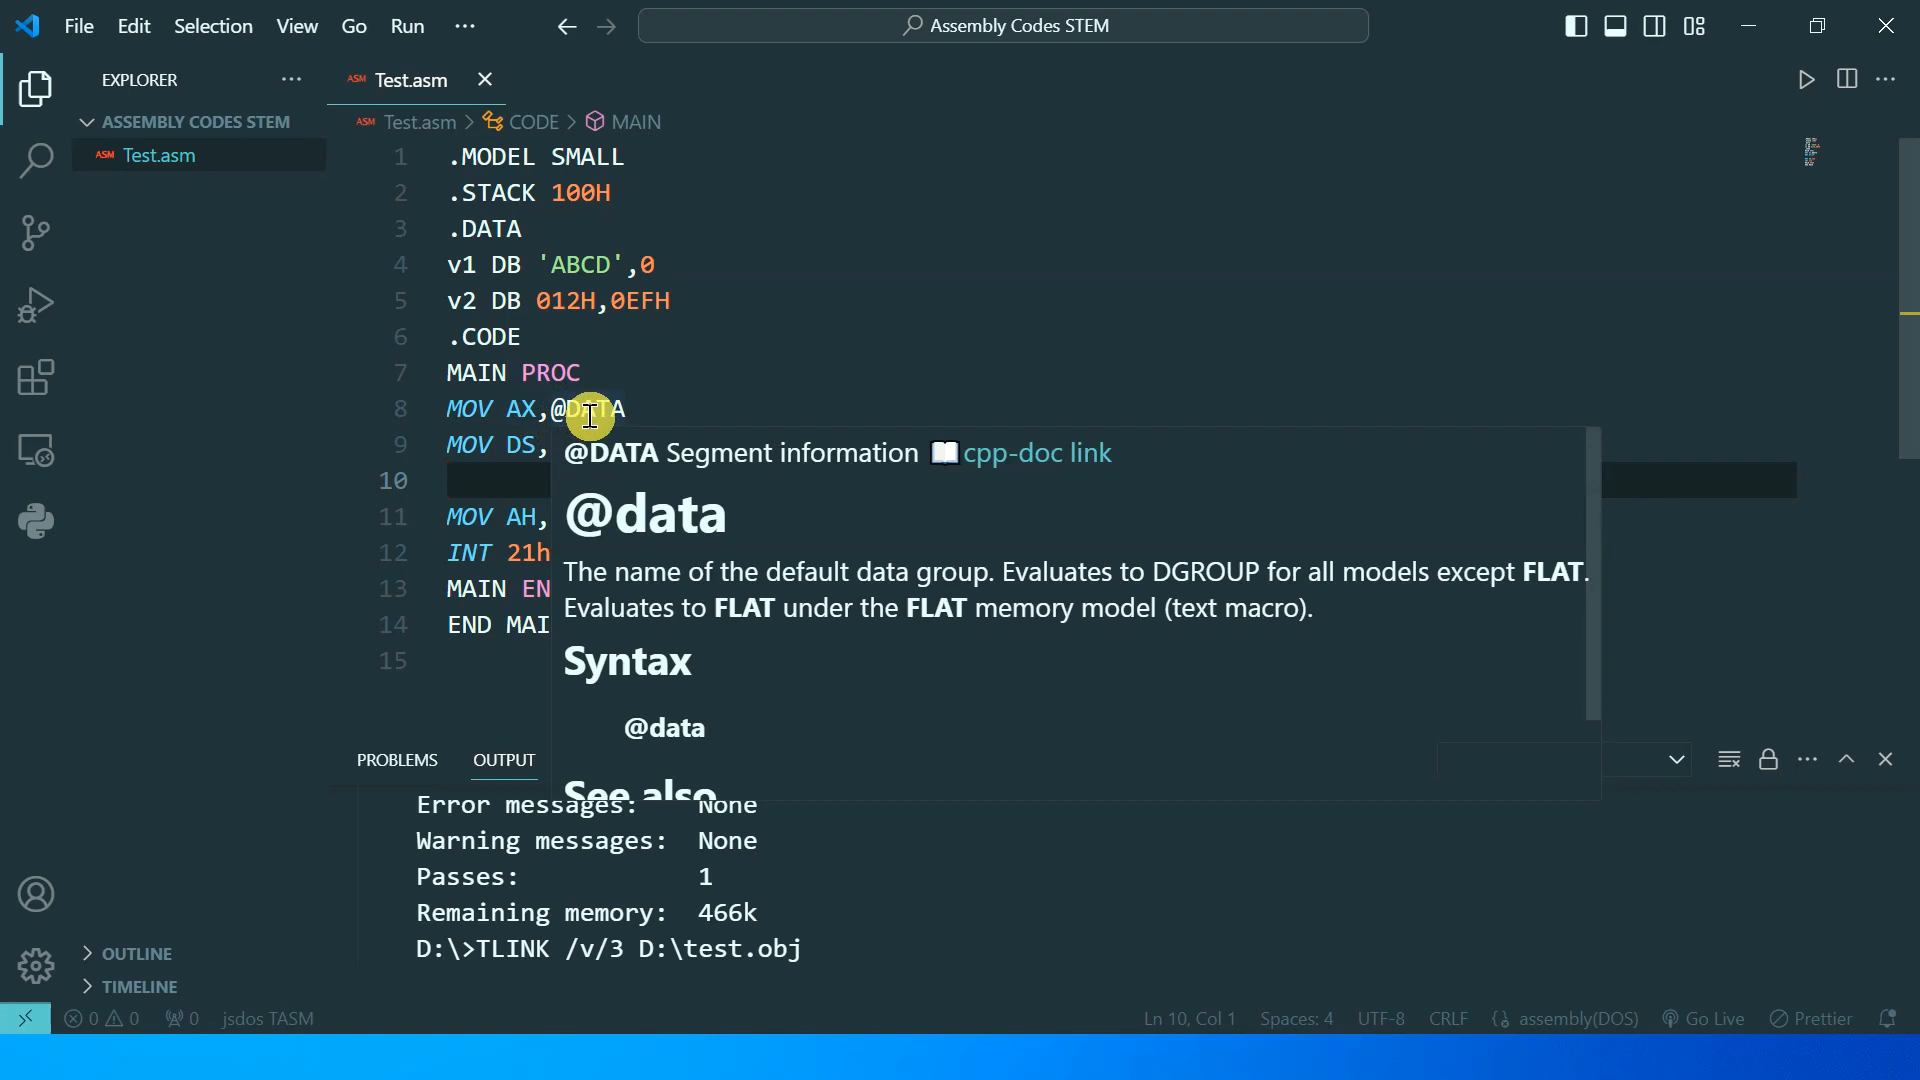 File Edit Selection View Go Run ··· Assembly Codes STEM
EXPLORER ···
ASM Test.asm
ASSEMBLY CODES STEM
ASM Test.asm
ASM Test.asm > CODE > MAIN
1 .MODEL SMALL
2 .STACK 100H
3 .DATA
4 v1 DB 'ABCD',0
5 v2 DB 012H,0EFH
6 .CODE
7 MAIN PROC
8 MOV AX,@DATA
9 MOV DS,
10
11 MOV AH,
12 INT 21h
13 MAIN EN
14 END MAI
15
@DATA Segment information 📖cpp-doc link
@data
The name of the default data group. Evaluates to DGROUP for all models except FLAT.
Evaluates to FLAT under the FLAT memory model (text macro).
Syntax
@data
See also
PROBLEMS OUTPUT
Error messages: None
Warning messages: None
Passes: 1
Remaining memory: 466k
D:\>TLINK /v/3 D:\test.obj
OUTLINE
TIMELINE
0 0 0 jsdos TASM Ln 10, Col 1 Spaces: 4 UTF-8 CRLF assembly(DOS) Go Live Prettier